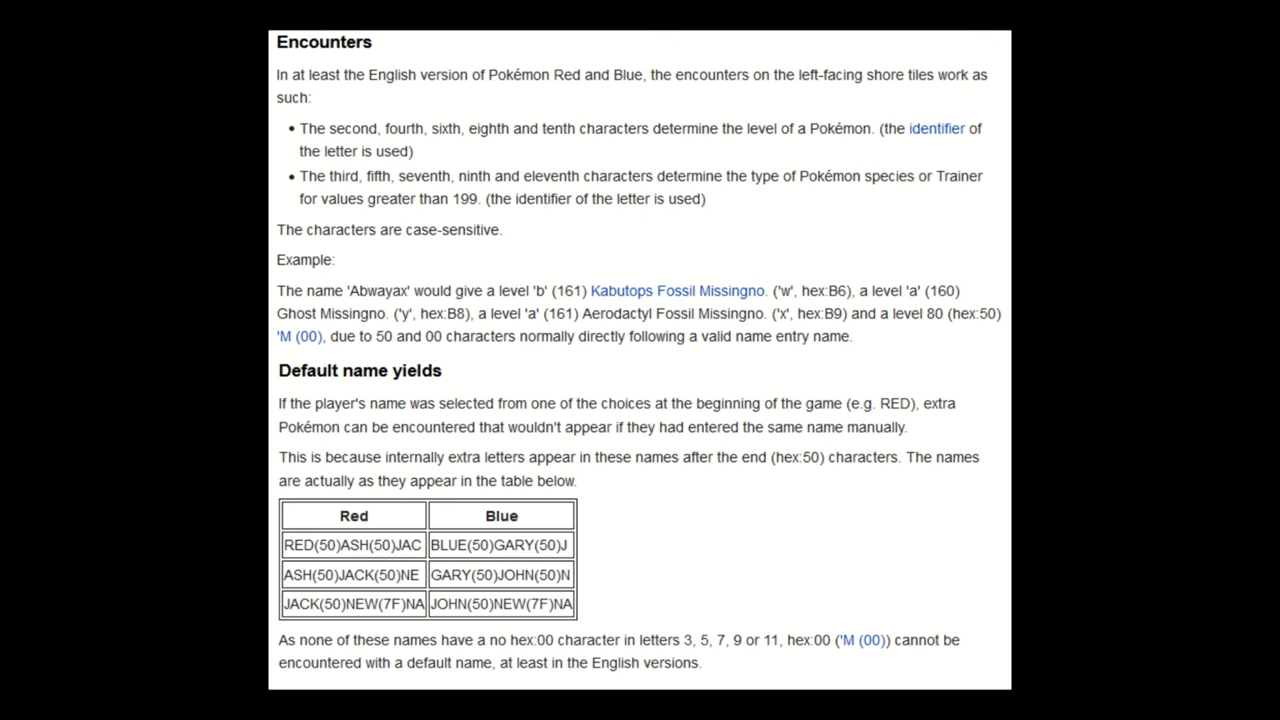 Encounters
In at least the English version of Pokémon Red and Blue, the encounters on the left-facing shore tiles work as
such:
• The second, fourth, sixth, eighth and tenth characters determine the level of a Pokémon. (the identifier of
the letter is used)
• The third, fifth, seventh, ninth and eleventh characters determine the type of Pokémon species or Trainer
for values greater than 199. (the identifier of the letter is used)
The characters are case-sensitive.
Example:
The name 'Abwayax' would give a level 'b' (161) Kabutops Fossil Missingno. ('w', hex:B6), a level 'a' (160)
Ghost Missingno. ('y', hex:B8), a level 'a' (161) Aerodactyl Fossil Missingno. ('x', hex:B9) and a level 80 (hex:50)
'M (00), due to 50 and 00 characters normally directly following a valid name entry name.
Default name yields
If the player's name was selected from one of the choices at the beginning of the game (e.g. RED), extra
Pokémon can be encountered that wouldn't appear if they had entered the same name manually.
This is because internally extra letters appear in these names after the end (hex:50) characters. The names
are actually as they appear in the table below.
Red Blue
RED(50)ASH(50)JAC BLUE(50)GARY(50)J
ASH(50)JACK(50)NE GARY(50)JOHN(50)N
JACK(50)NEW(7F)NA JOHN(50)NEW(7F)NA
As none of these names have a no hex:00 character in letters 3, 5, 7, 9 or 11, hex:00 ('M (00)) cannot be
encountered with a default name, at least in the English versions.